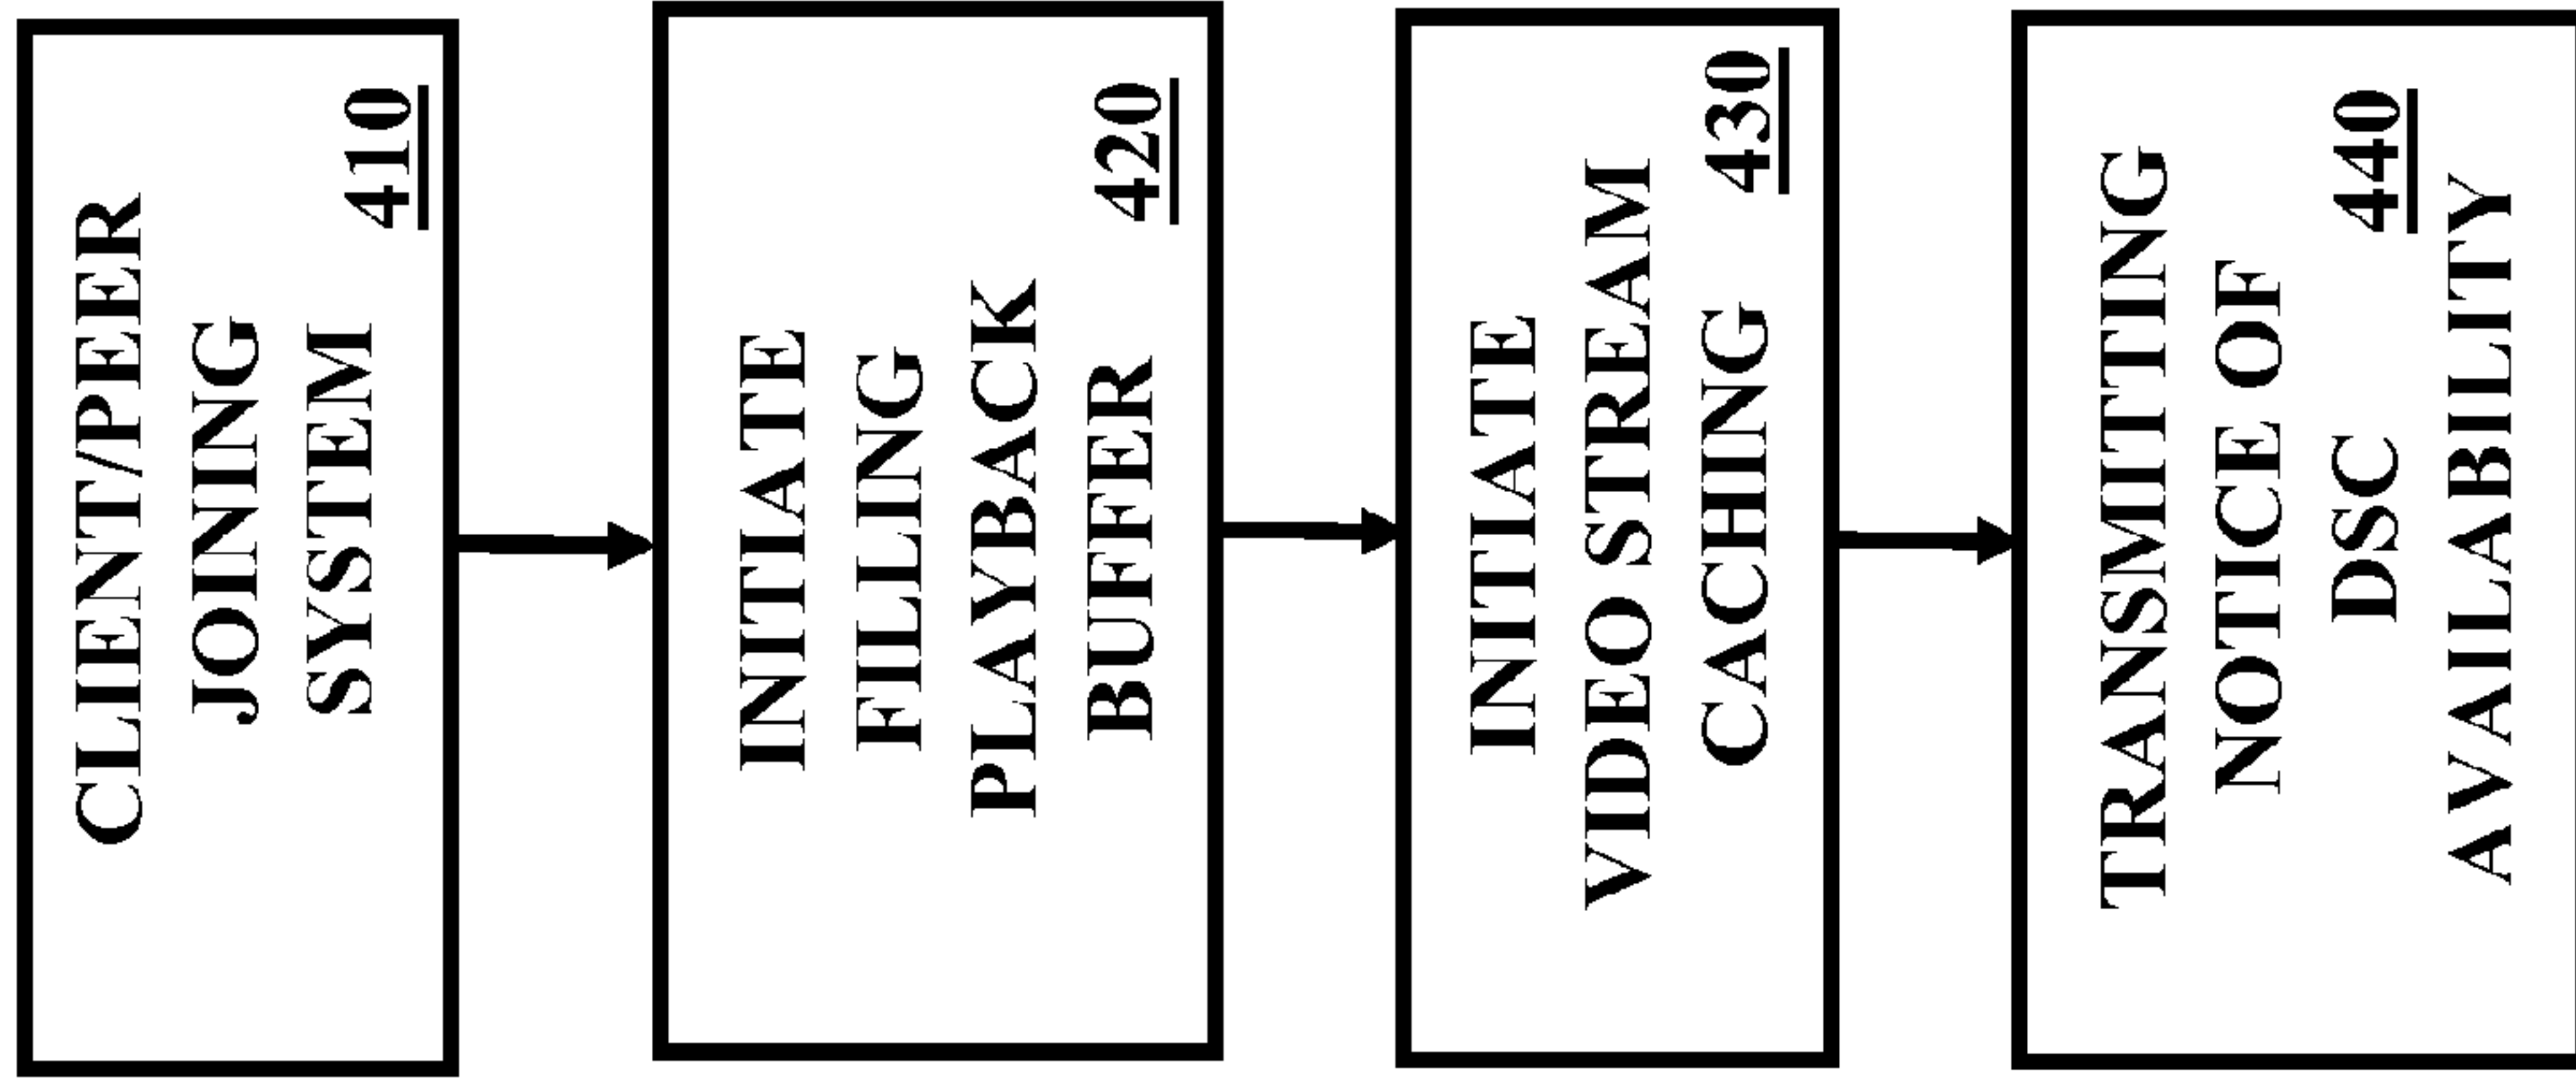 CLIENT/PEER
JOINING
SYSTEM
410
INITIATE
FILLING
PLAYBACK
BUFFER 420
INITIATE
VIDEO STREAM
CACHING 430
TRANSMITTING
NOTICE OF
DSC 440
AVAILABILITY